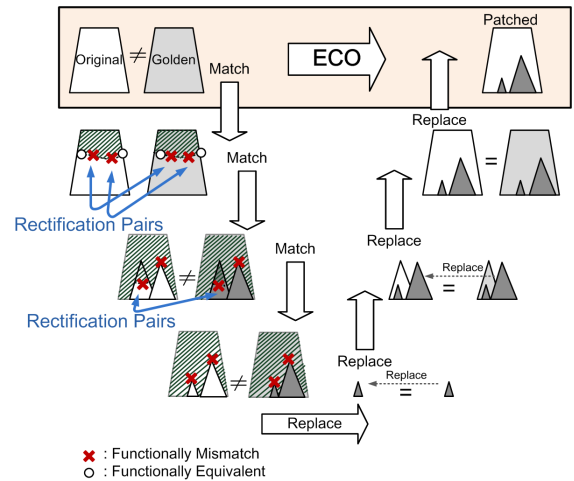 Patched
Original
≠
Golden
Match
ECO
Replace
Match
=
Rectification Pairs
Replace
Match
≠
Replace
=
Rectification Pairs
Replace
≠
Replace
=
Replace
: Functionally Mismatch
: Functionally Equivalent